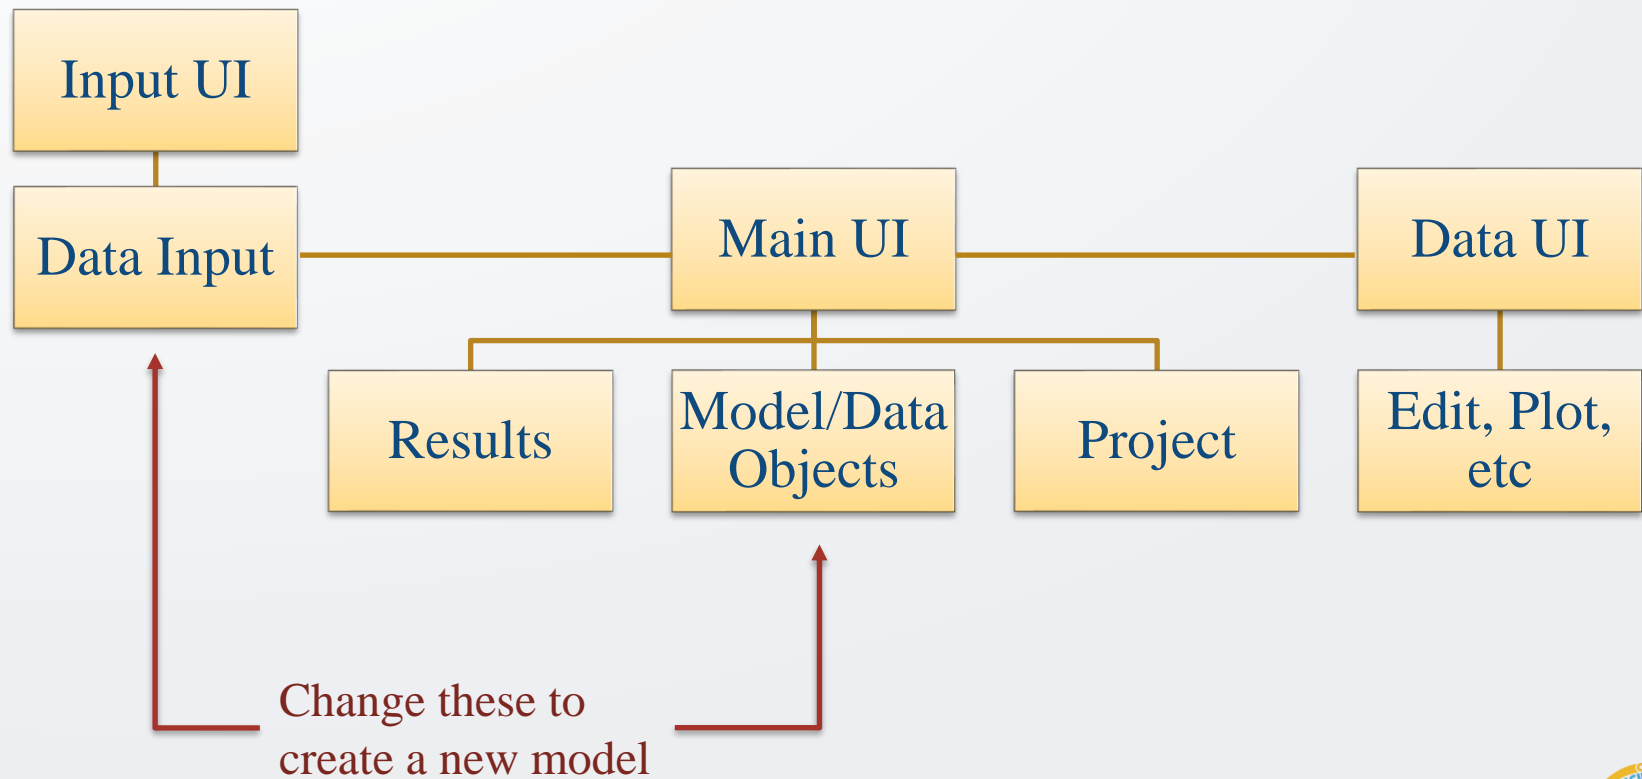 Input UI
Data Input
Main UI
Data UI
Results
Model/Data
Objects
Project
Edit, Plot,
etc
Change these to
create a new model